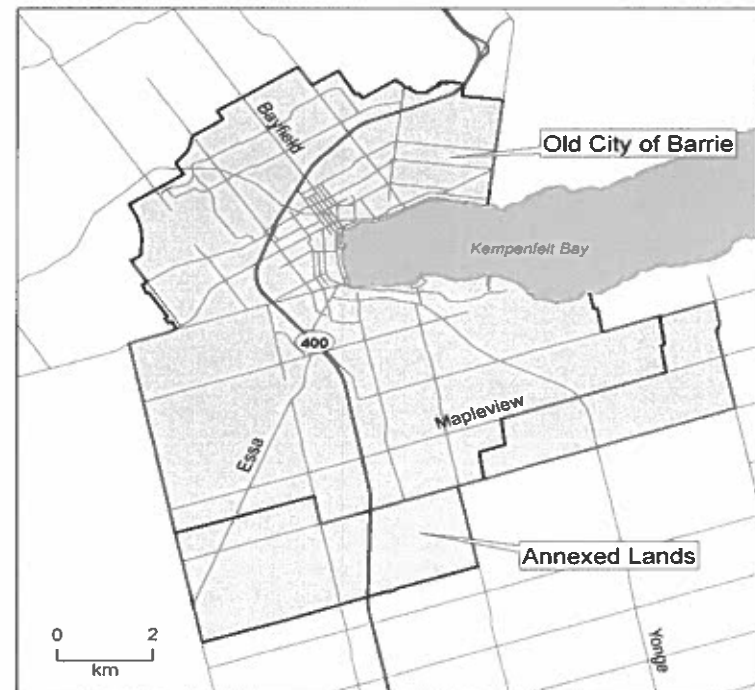 Bayfield
Old City of Barrie
Kempenfelt Bay
400
Mapleview
Essa
Annexed Lands
0 2
km
Yonge